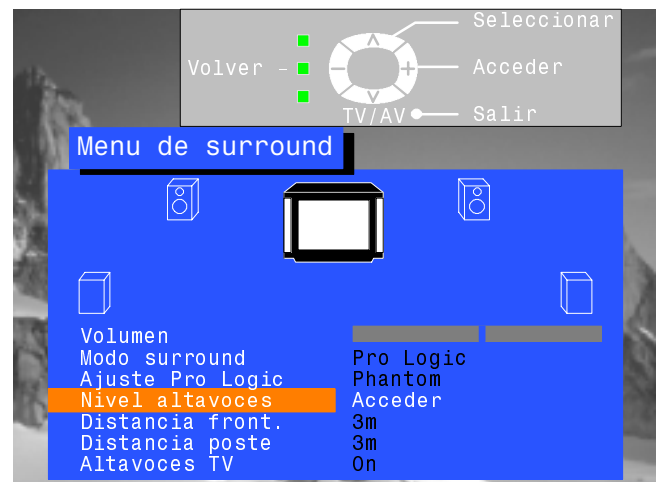 Seleccionar
Volver - Acceder
TV/AV Salir
Menu de surround
Volumen
Modo surround Pro Logic
Ajuste Pro Logic Phantom
Nivel altavoces Acceder
Distancia front. 3m
Distancia poste 3m
Altavoces TV On